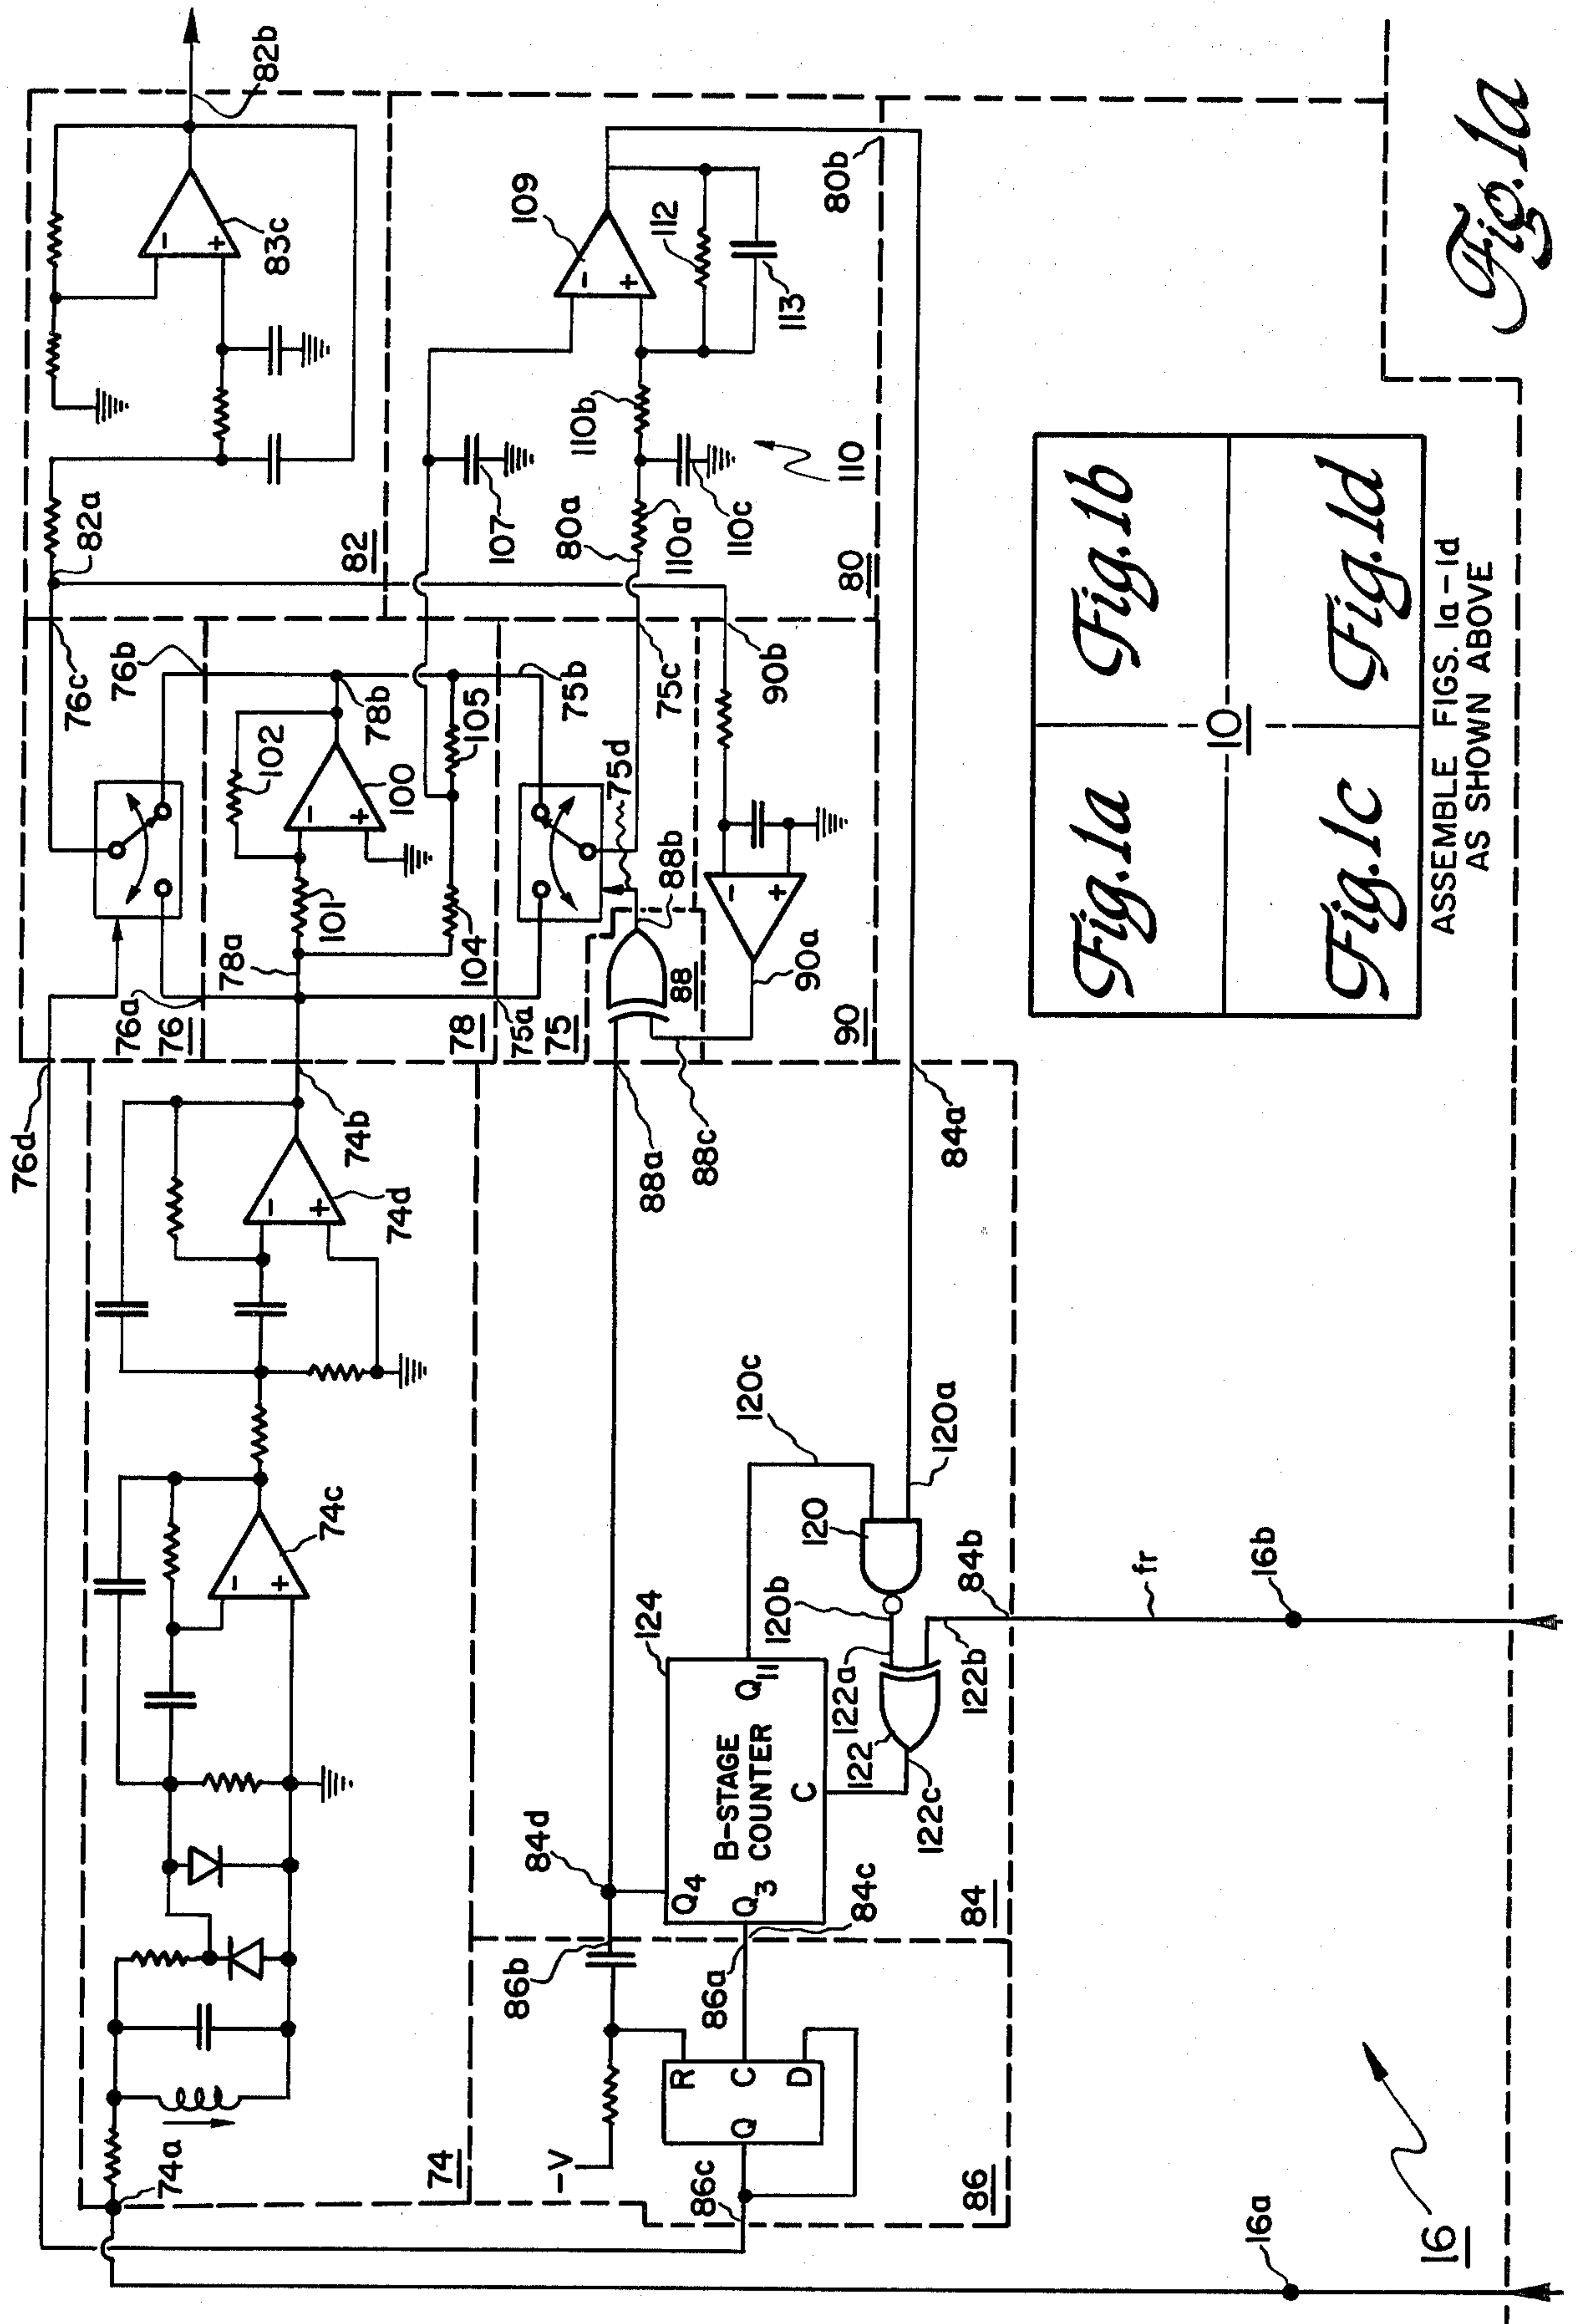 82b
83c
82a
82
76c
76b
76d
76a
76
102
100
101
78b
78a
78
105
104
107
109
112
113
80b
80a
80
110b
110a
110c
110
75b
75c
75d
75a
75
88b
88
88a
88c
90b
90a
90
84a
74b
74d
74c
74a
74
120c
120a
120
120b
122a
122
122b
122c
124
Q11
B-STAGE
COUNTER
C
Q4
Q3
84d
84c
84b
84
86b
86a
R
C
D
Q
-V
86c
86
fr
16b
16a
16
- + - + - + - + - + - +
Fig.1a Fig.1b
10
Fig.1c Fig.1d
ASSEMBLE FIGS. 1a-1d
AS SHOWN ABOVE
Fig.1a